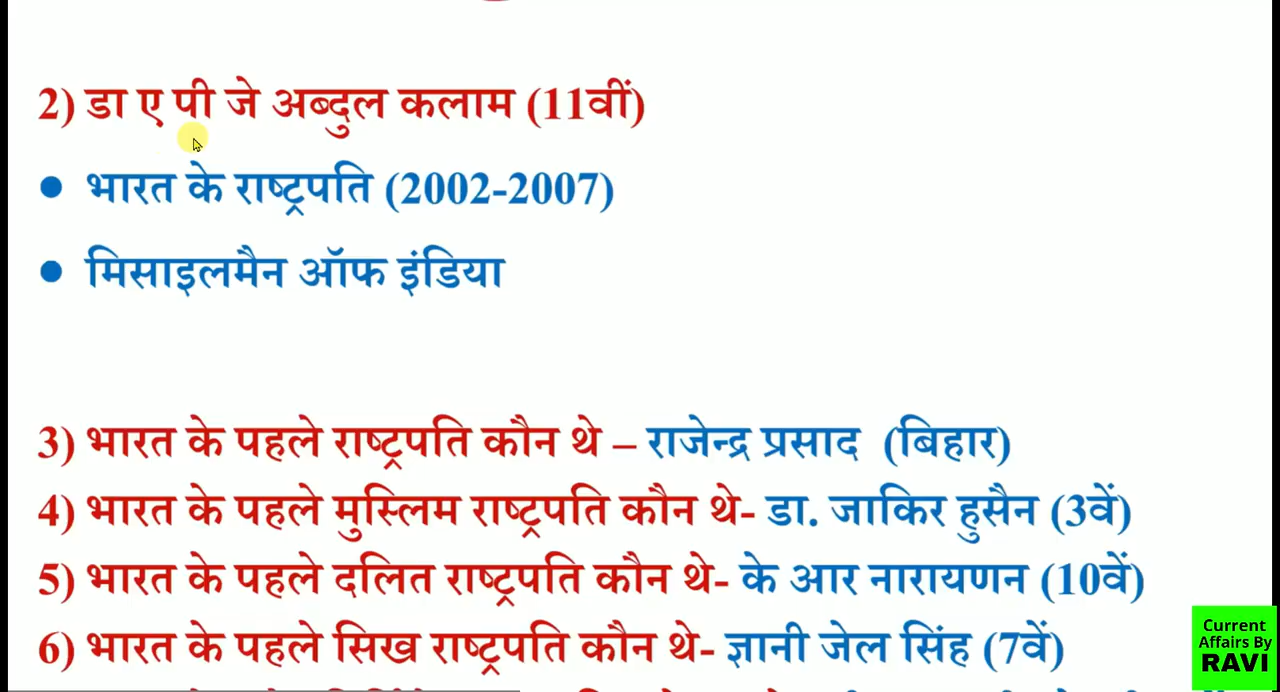 2) डा ए पी जे अब्दुल कलाम (11वीं)
● भारत के राष्ट्रपति (2002-2007)
● मिसाइलमैन ऑफ इंडिया
3) भारत के पहले राष्ट्रपति कौन थे – राजेन्द्र प्रसाद (बिहार)
4) भारत के पहले मुस्लिम राष्ट्रपति कौन थे- डा. जाकिर हुसैन (3वें)
5) भारत के पहले दलित राष्ट्रपति कौन थे- के आर नारायणन (10वें)
6) भारत के पहले सिख राष्ट्रपति कौन थे- ज्ञानी जेल सिंह (7वें)
Current
Affairs By
RAVI